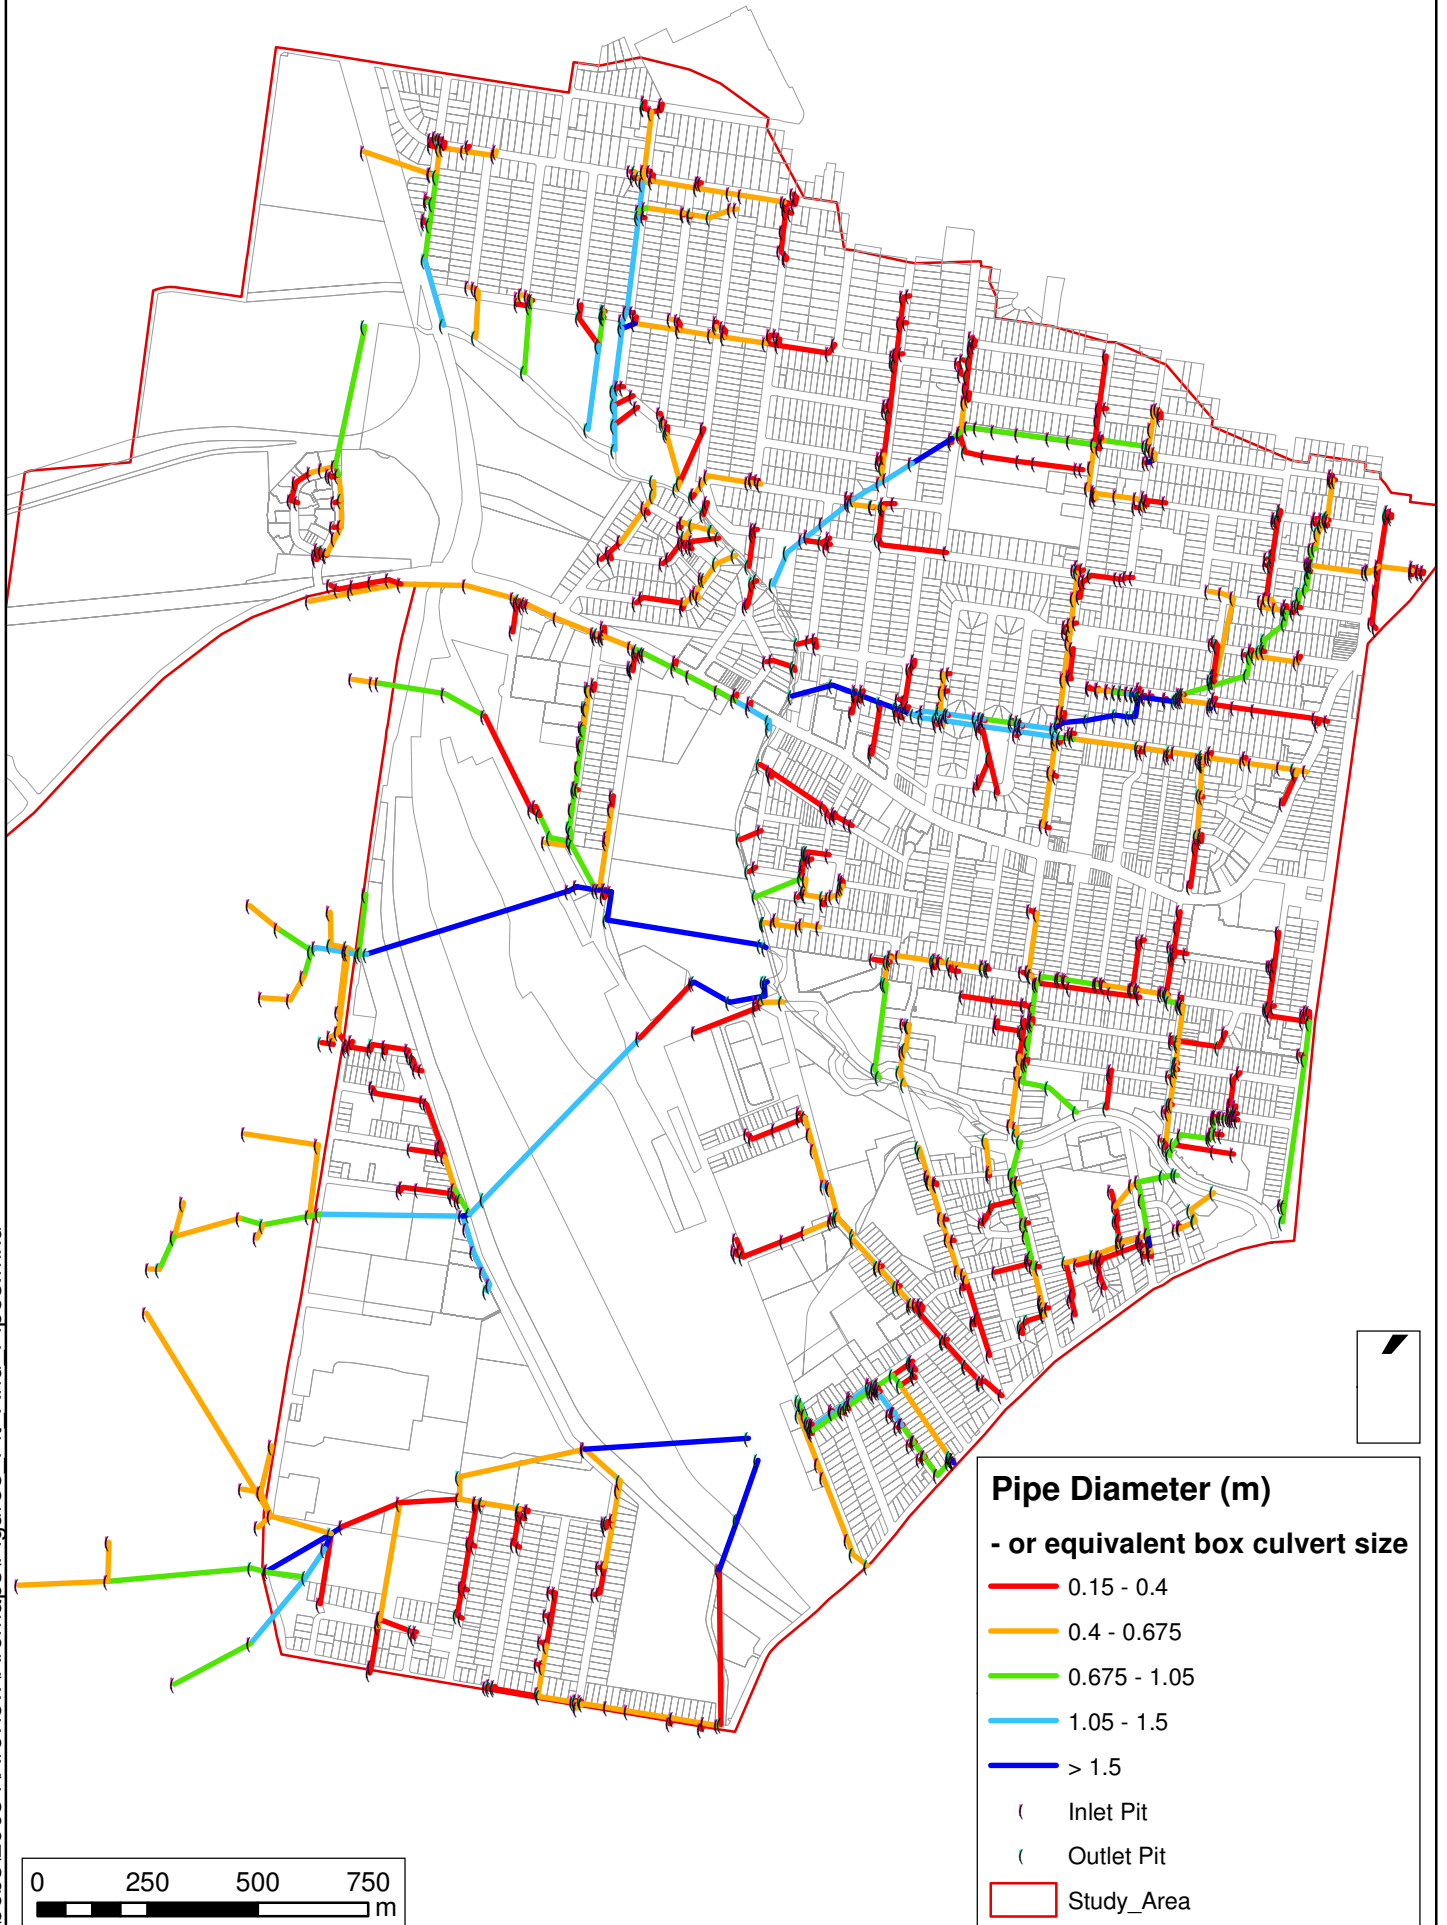 Pipe Diameter (m)
- or equivalent box culvert size
0.15 - 0.4
0.4 - 0.675
0.675 - 1.05
1.05 - 1.5
> 1.5
Inlet Pit
Outlet Pit
Study_Area
0 250 500 750
m